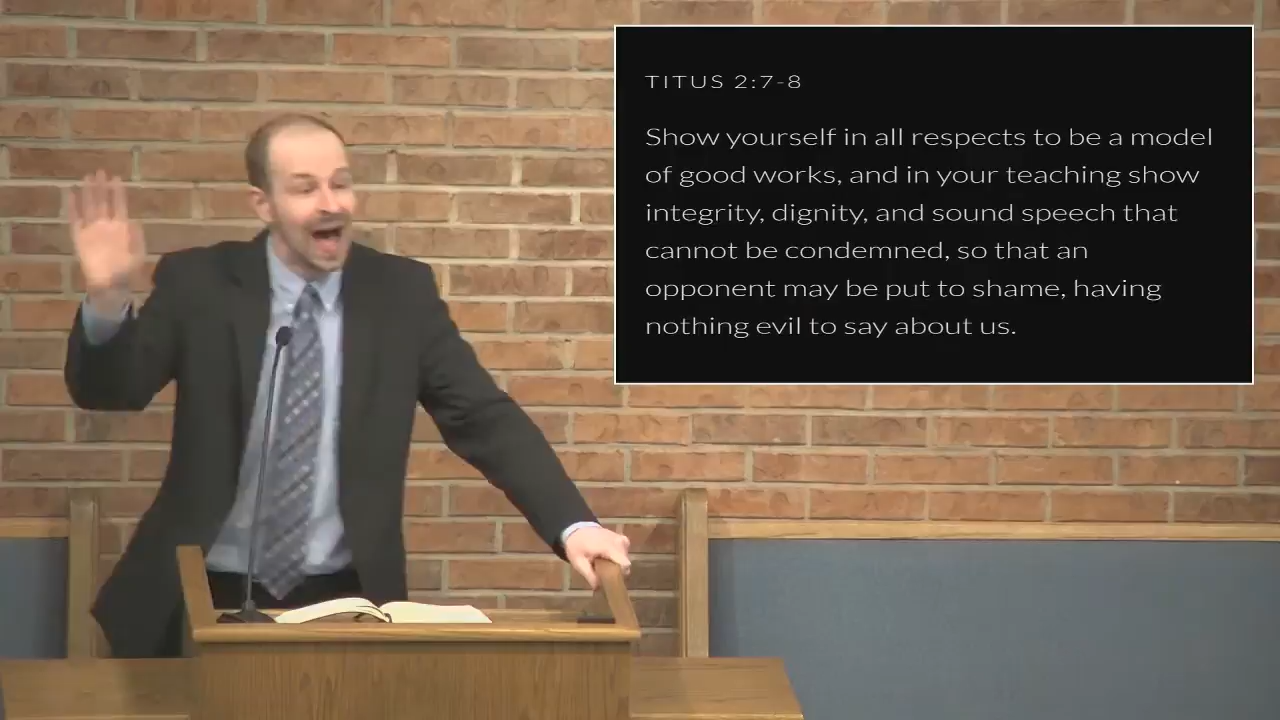 TITUS 2:7-8
Show yourself in all respects to be a model
of good works, and in your teaching show
integrity, dignity, and sound speech that
cannot be condemned, so that an
opponent may be put to shame, having
nothing evil to say about us.